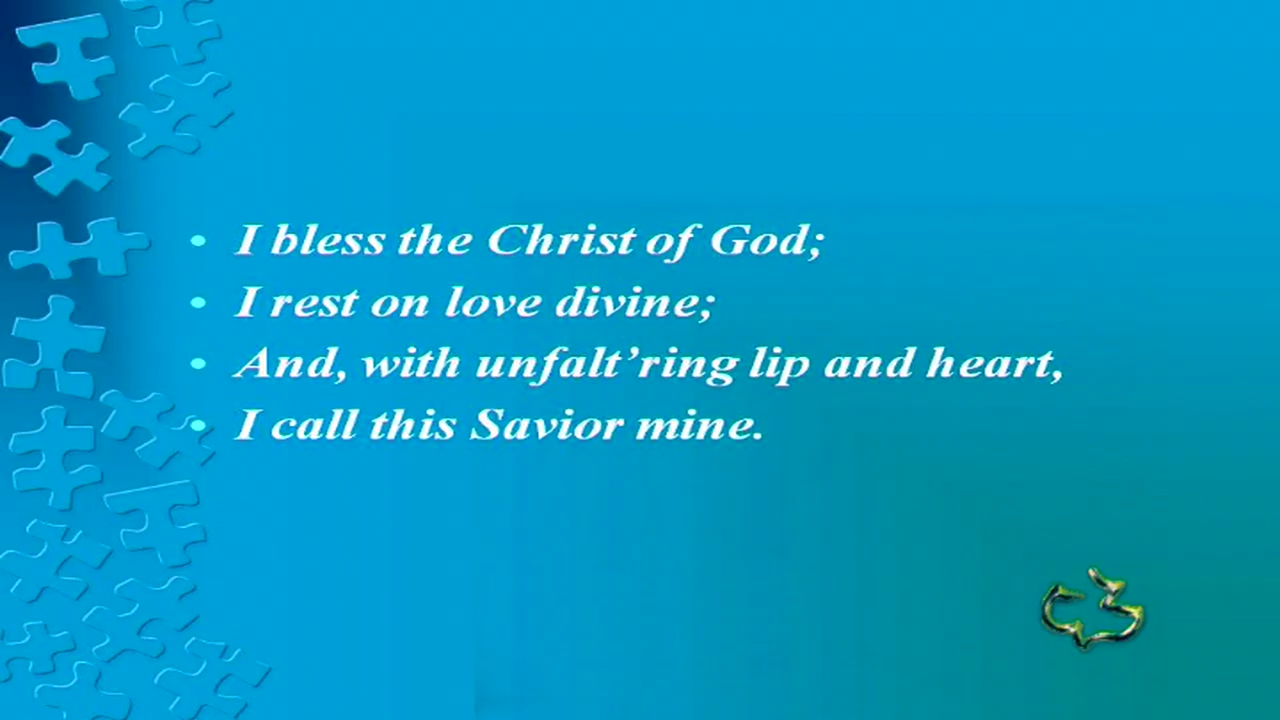 • I bless the Christ of God;
• I rest on love divine;
• And, with unfalt’ring lip and heart,
• I call this Savior mine.